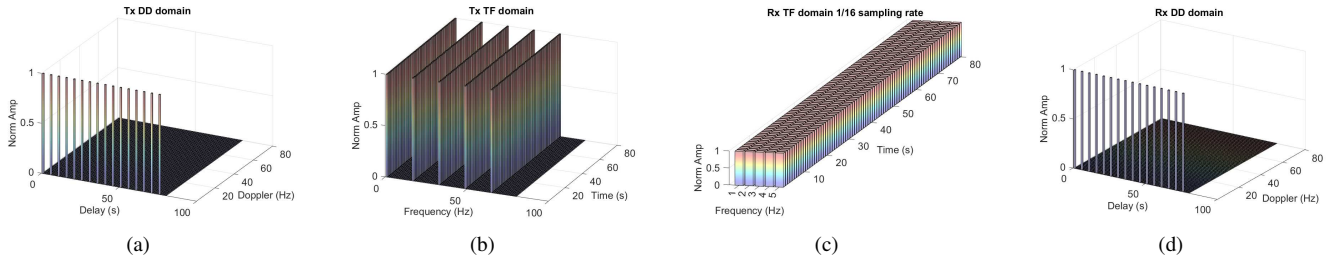 Tx DD domain
1
0.5
0
Norm Amp
0
50
100
Delay (s)
20
40
60
80
Doppler (Hz)
(a)
Tx TF domain
1
0.5
0
Norm Amp
0
50
100
Frequency (Hz)
20
40
60
80
Time (s)
(b)
Rx TF domain 1/16 sampling rate
1
0.5
0
Norm Amp
1
2
3
4
5
Frequency (Hz)
10
20
30
40
50
60
70
80
Time (s)
(c)
Rx DD domain
1
0.5
0
Norm Amp
0
50
100
Delay (s)
20
40
60
80
Doppler (Hz)
(d)